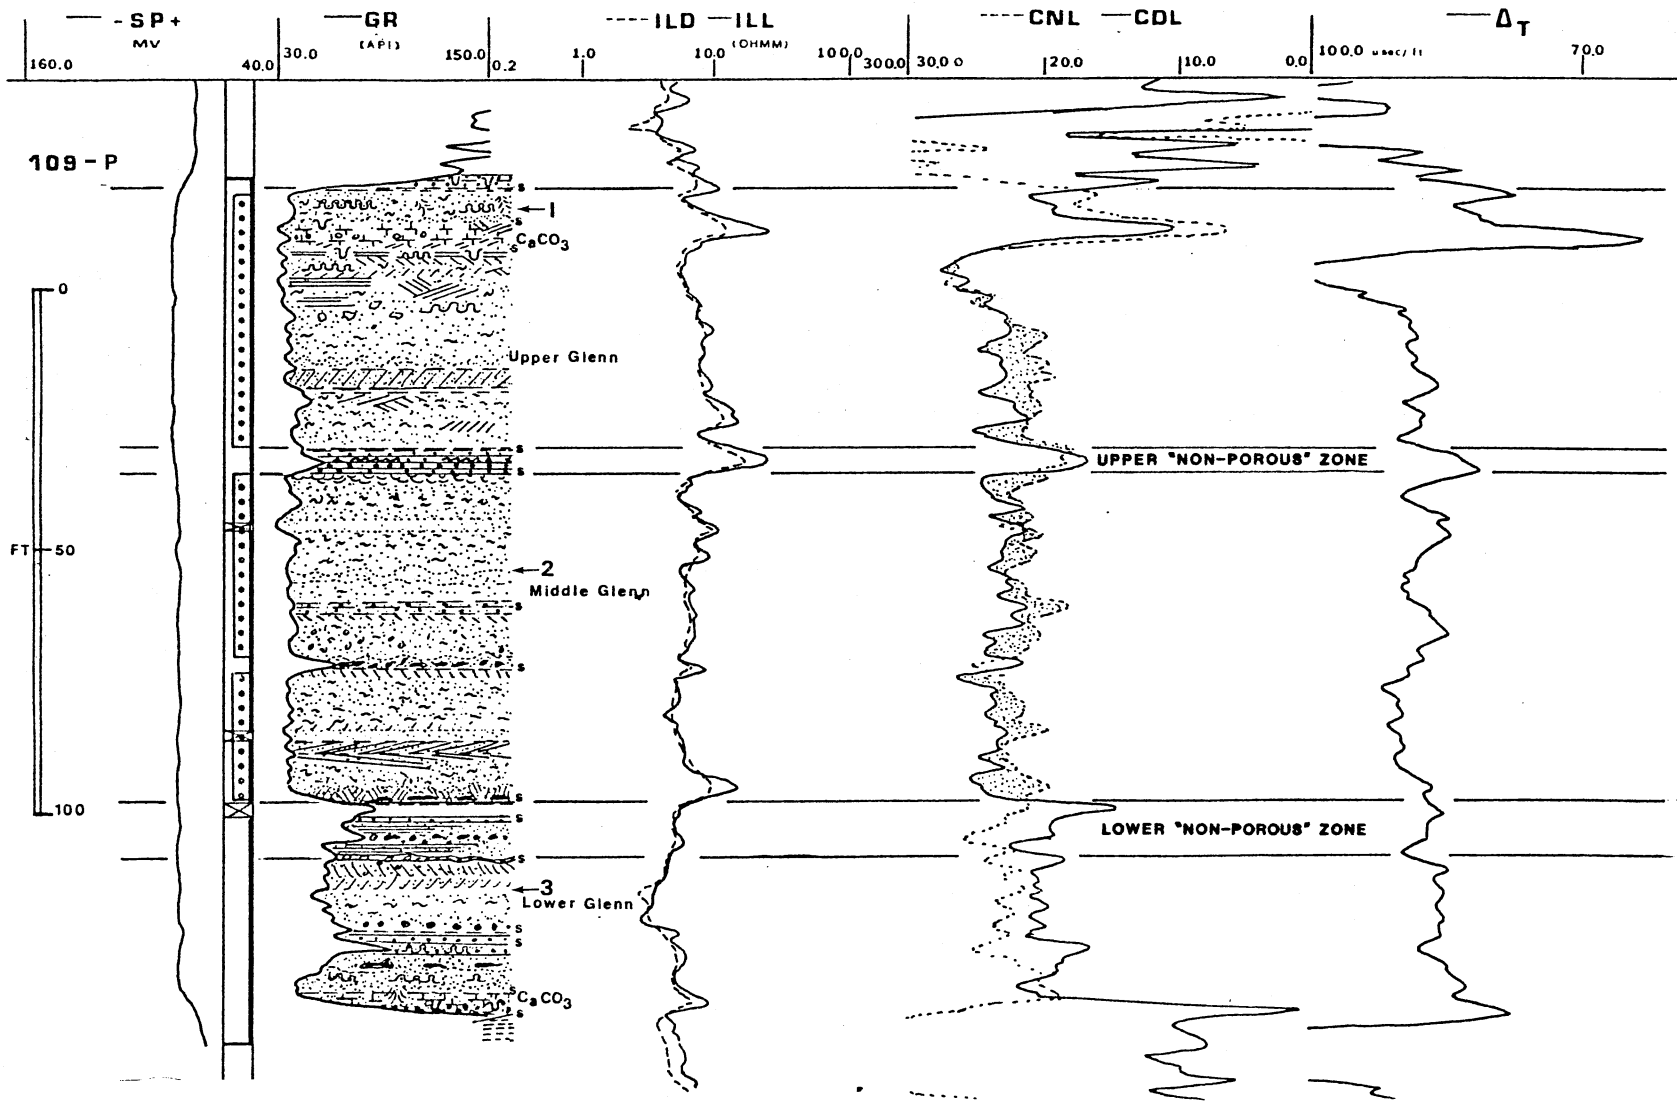 -SP+ GR ILD ILL CNL CDL ΔT
MV (API) (OHMM)
160.0 40.0 30.0 150.0 0.2 1.0 10.0 100.0 300.0 30.0 0 20.0 10.0 0.0 100.0 usec/ft 70.0
109-P
s
1
s
s CaCO3
0
Upper Glenn
s
UPPER "NON-POROUS" ZONE
s
FT 50
2
Middle Glenn
s
s
s
100
s
LOWER "NON-POROUS" ZONE
s
3
Lower Glenn
s
s
s CaCO3
s